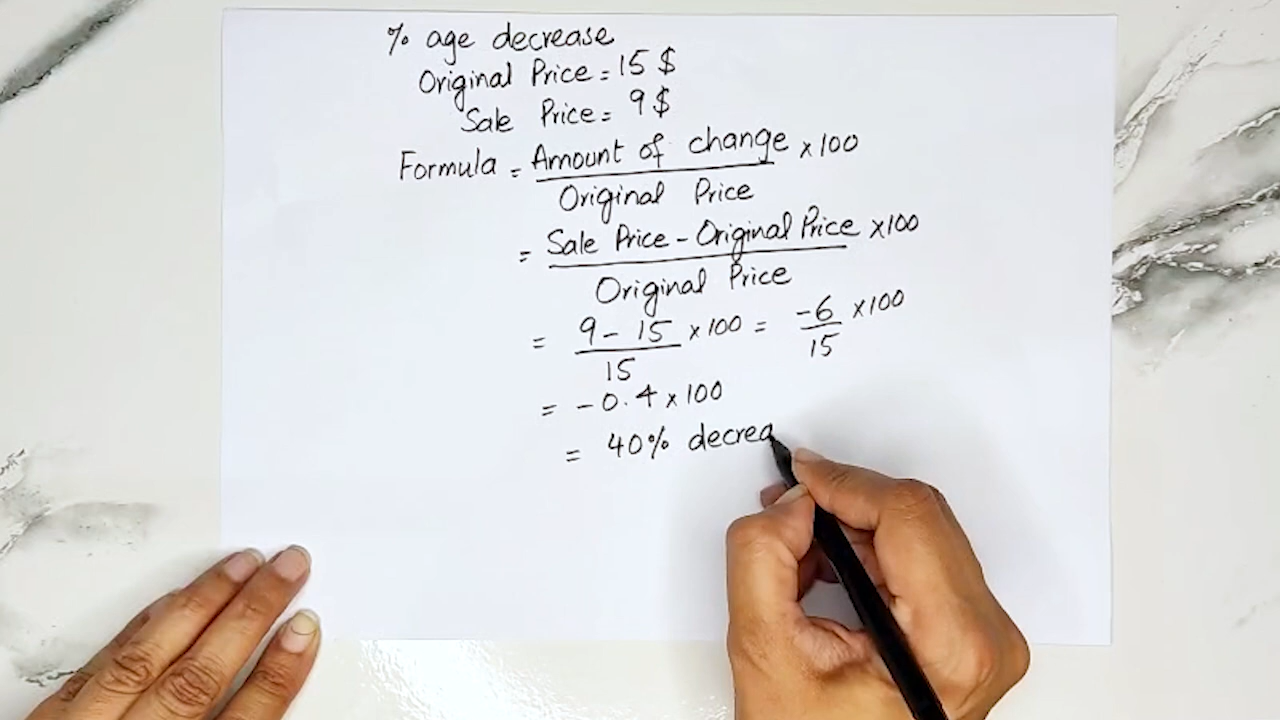 % age decrease
Original Price = 15 $
Sale Price = 9 $
Formula = Amount of change x 100
Original Price
= Sale Price - Original Price x100
Original Price
= 9 - 15 x 100 = -6 x100
15 15
= -0.4 x 100
= 40% decrea